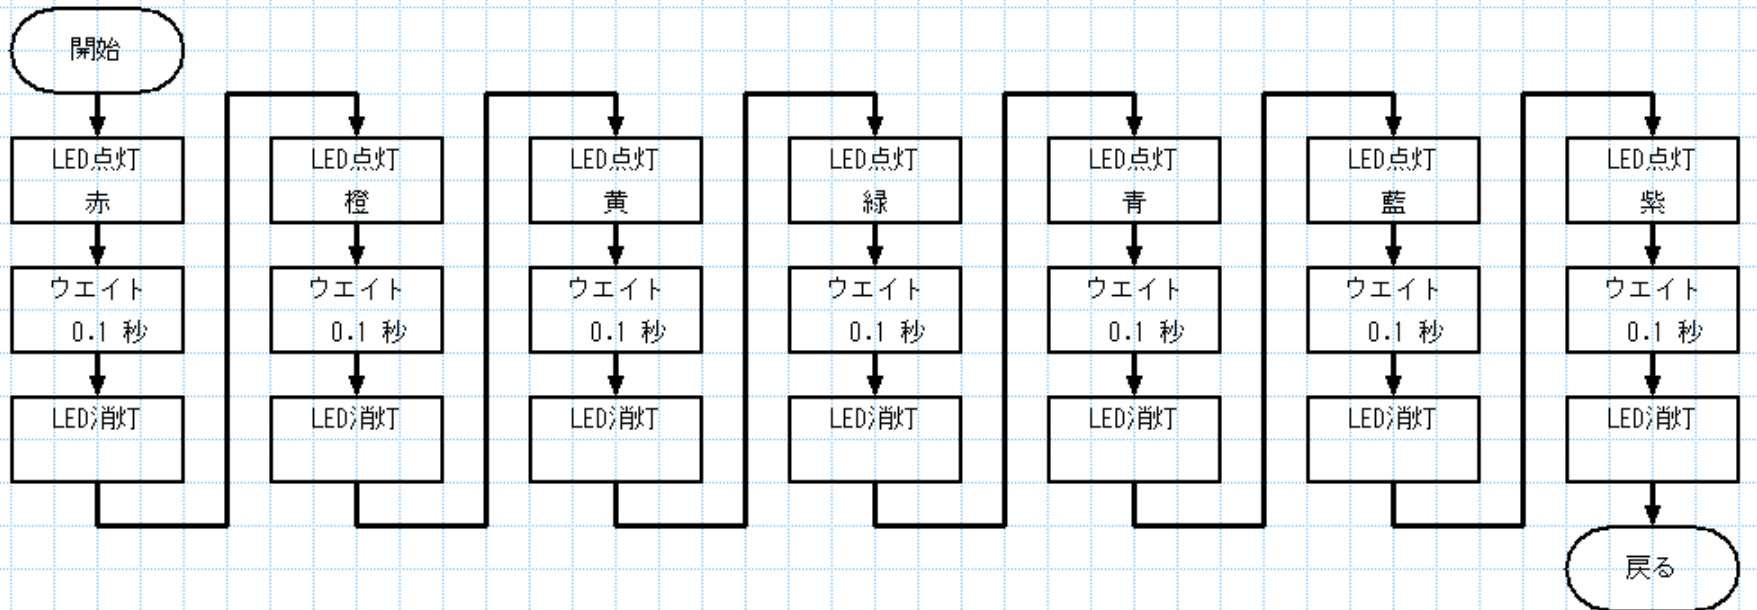 開始
LED点灯
赤
ウエイト
0.1 秒
LED消灯
LED点灯
橙
ウエイト
0.1 秒
LED消灯
LED点灯
黄
ウエイト
0.1 秒
LED消灯
LED点灯
緑
ウエイト
0.1 秒
LED消灯
LED点灯
青
ウエイト
0.1 秒
LED消灯
LED点灯
藍
ウエイト
0.1 秒
LED消灯
LED点灯
紫
ウエイト
0.1 秒
LED消灯
戻る